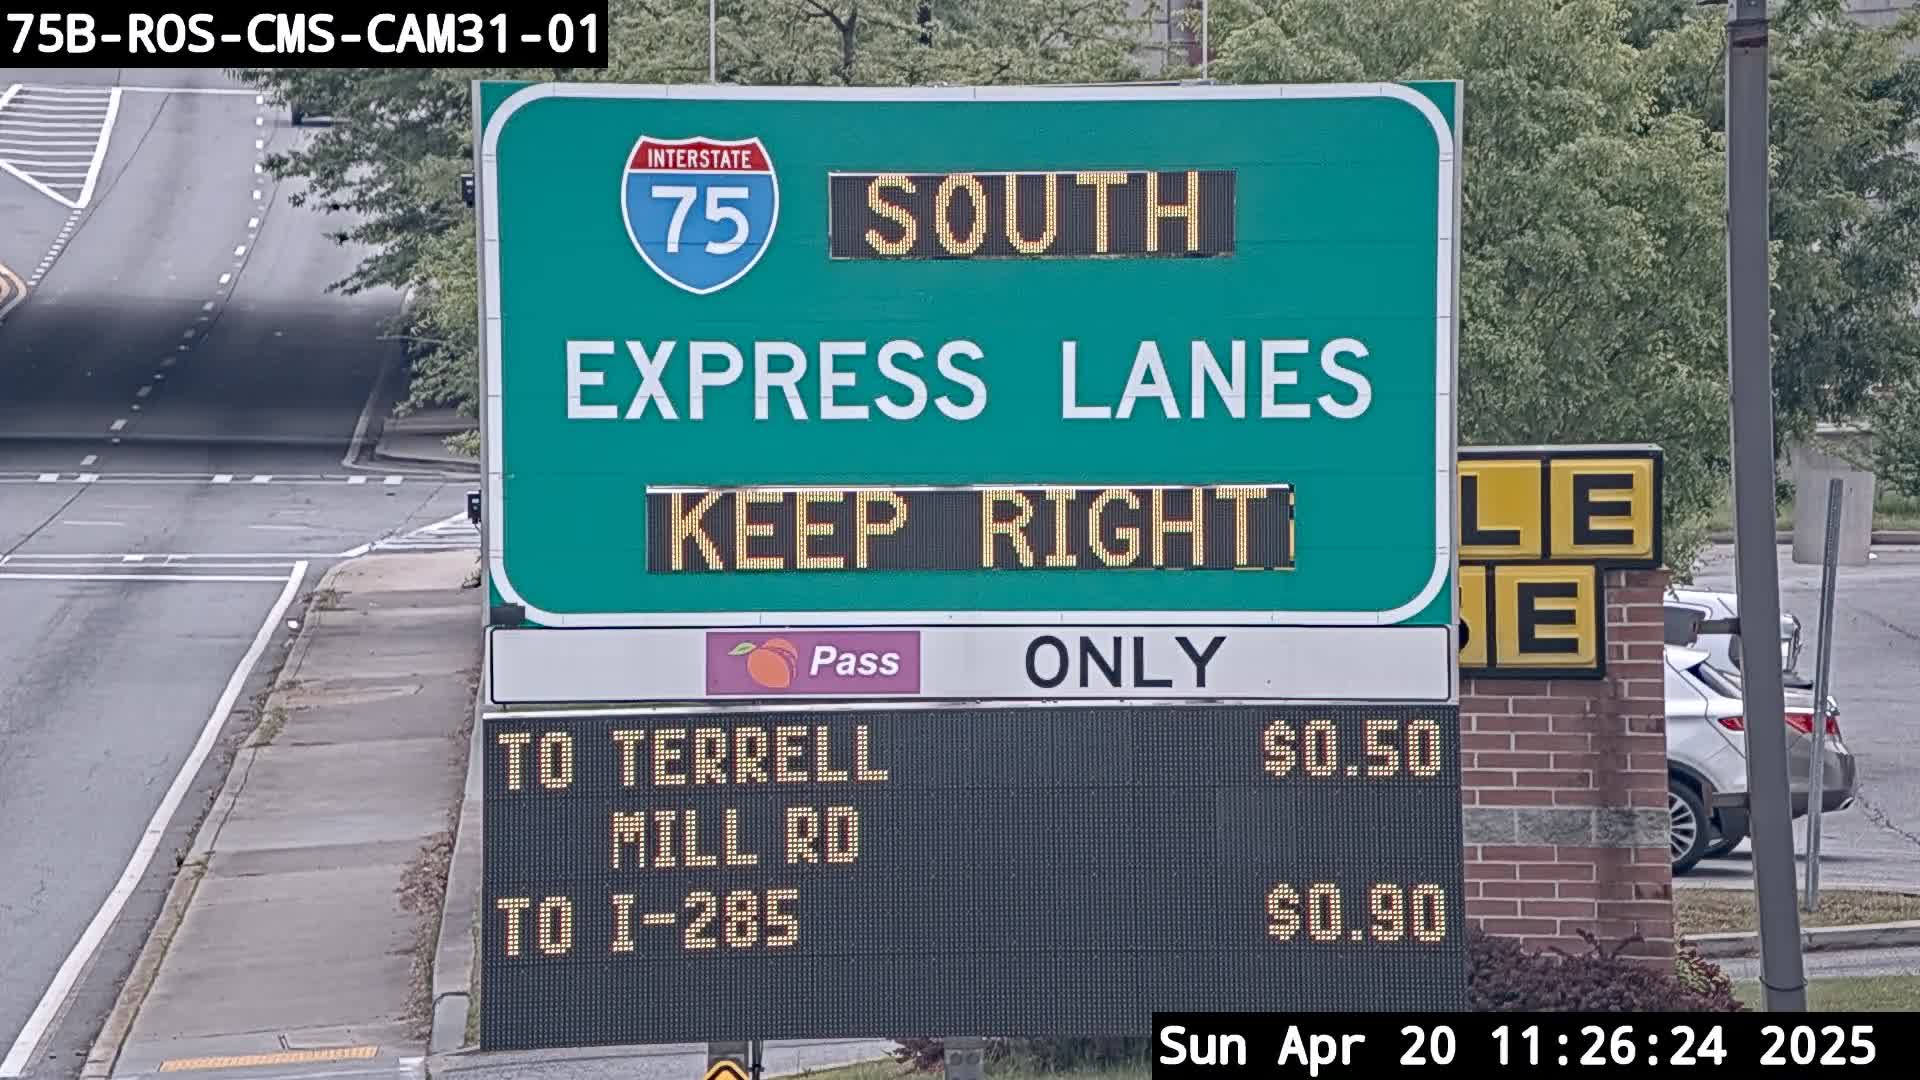 75B-ROS-CMS-CAM31-01
INTERSTATE
75
SOUTH
EXPRESS LANES
KEEP RIGHT
Pass ONLY
TO TERRELL $0.50
MILL RD
TO I-285 $0.90
LE
E
Sun Apr 20 11:26:24 2025